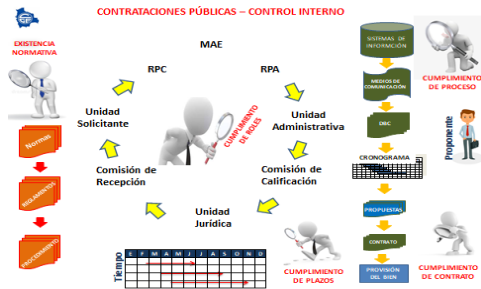 CONTRATACIONES PÚBLICAS – CONTROL INTERNO
EXISTENCIA
NORMATIVA
Normas
REGLAMENTOS
PROCEDIMIENTO
MAE
RPC
RPA
Unidad
Solicitante
Unidad
Administrativa
CUMPLIMIENTO
DE ROLES
Comisión de
Recepción
Comisión de
Calificación
Unidad
Jurídica
Tiempo
E F M A M J J A S O N D
CUMPLIMIENTO
DE PLAZOS
SISTEMAS DE
INFORMCIÓN
MEDIOS DE
COMUNICACIÓN
DBC
CRONOGRAMA
PROPUESTAS
CONTRATO
PROVISIÓN
DEL BIEN
CUMPLIMIENTO
DE PROCESO
Proponente
CUMPLIMIENTO
DE CONTRATO